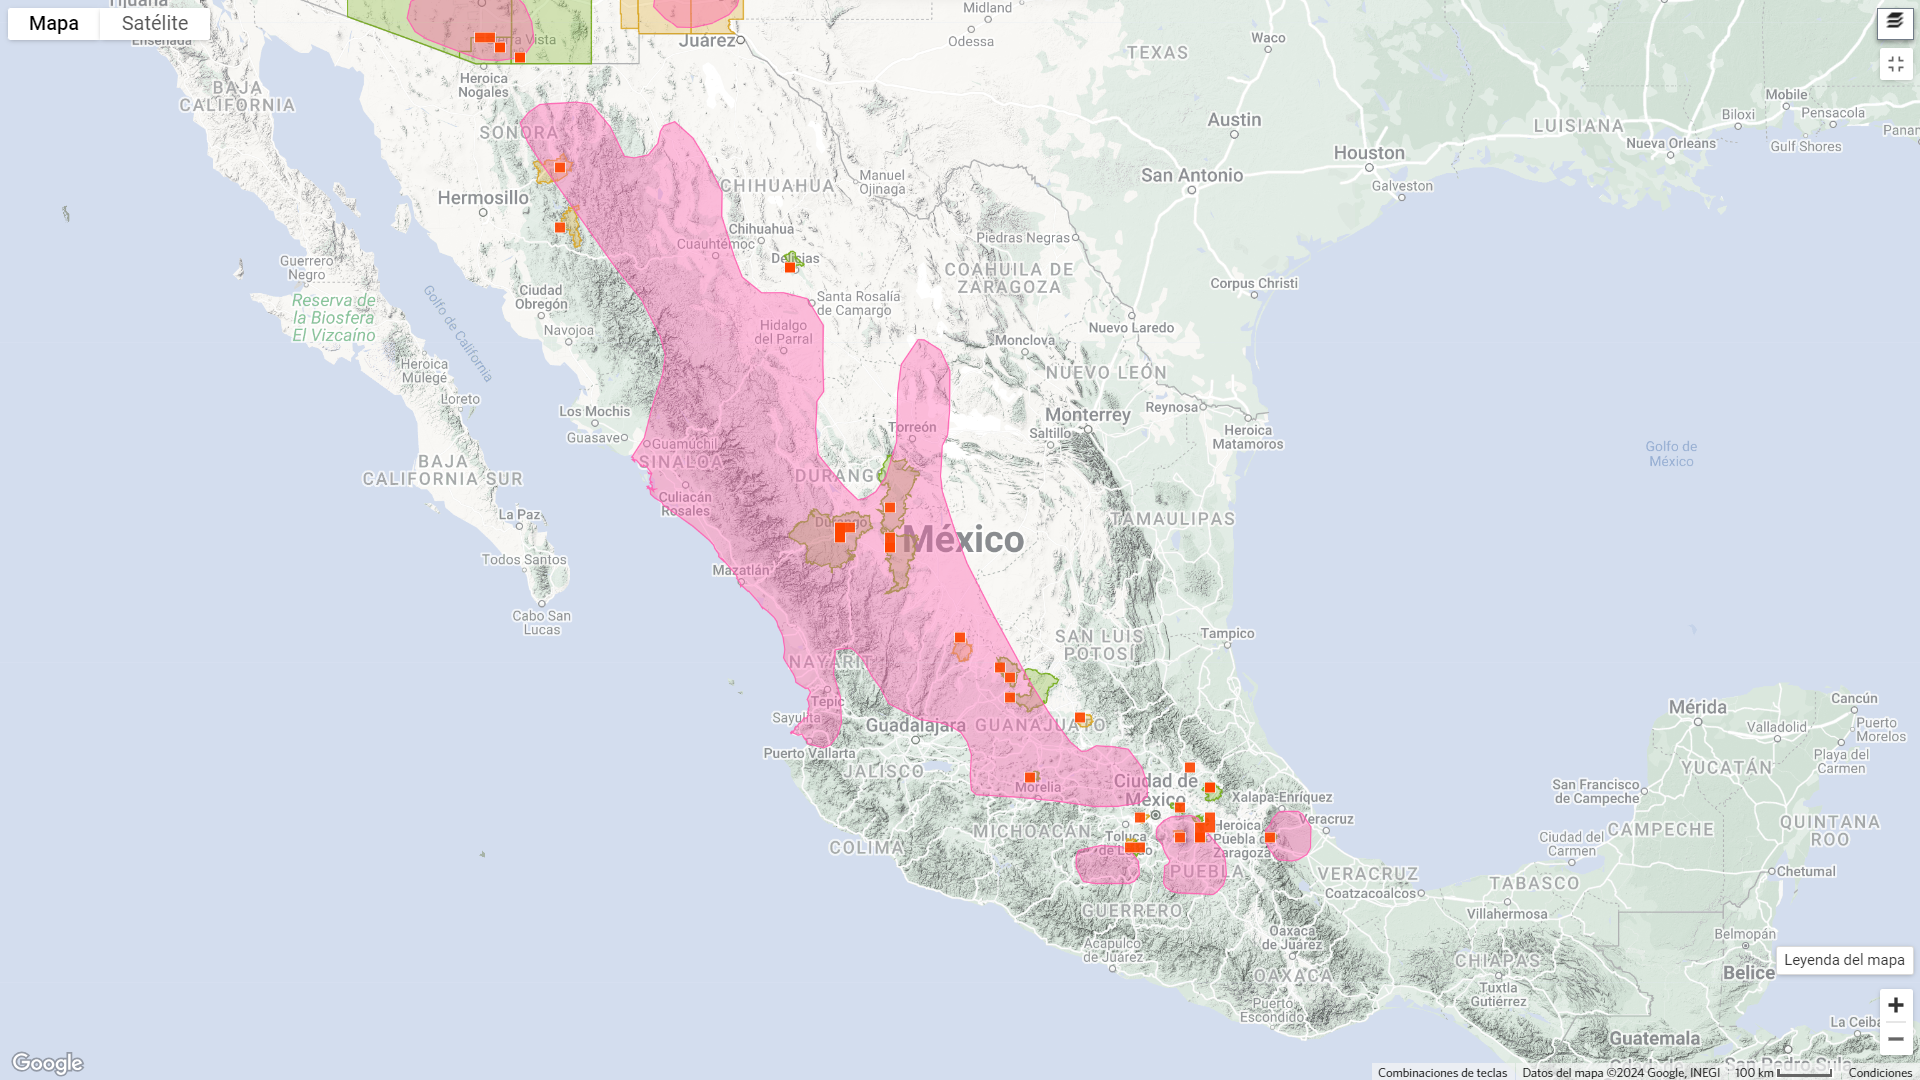 Mapa
Satélite
Tijuana
Ensenada
Sierra Vista
Juárez
Midland
Odessa
TEXAS
Waco
Mobile
Pensacola
Biloxi
Heroica
Nogales
BAJA
CALIFORNIA
Austin
LUISIANA
Nueva Orleans
Gulf Shores
SONORA
Houston
San Antonio
Galveston
Manuel
Ojinaga
CHIHUAHUA
Hermosillo
Chihuahua
Cuauhtémoc
Piedras Negras
Delicias
Guerrero
Negro
COAHUILA DE
ZARAGOZA
Corpus Christi
Ciudad
Obregón
Santa Rosalía
de Camargo
Reserva de
la Biosfera
El Vizcaíno
Golfo de California
Navojoa
Hidalgo
del Parral
Nuevo Laredo
Monclova
Heroica
Mulegé
NUEVO LEÓN
Loreto
Los Mochis
Guasave
Monterrey
Reynosa
Torreón
Saltillo
Heroica
Matamoros
Guamúchil
SINALOA
BAJA
CALIFORNIA SUR
DURANGO
Golfo de
México
Culiacán
Rosales
La Paz
Durango
TAMAULIPAS
México
Todos Santos
Mazatlán
Cabo San
Lucas
SAN LUIS
POTOSÍ
Tampico
NAYARIT
Tepic
Sayulita
Guadalajara
GUANAJUATO
Puerto Vallarta
Mérida
Cancún
Valladolid
Puerto
Morelos
Playa del
Carmen
YUCATÁN
JALISCO
Ciudad de
México
Morelia
San Francisco
de Campeche
Xalapa-Enríquez
Veracruz
MICHOACÁN
Toluca
de Lerdo
Heroica
Puebla de
Zaragoza
CAMPECHE
QUINTANA
ROO
Ciudad del
Carmen
COLIMA
PUEBLA
VERACRUZ
Chetumal
TABASCO
Coatzacoalcos
Villahermosa
GUERRERO
Oaxaca
de Juárez
Acapulco
de Juárez
Belmopán
Belice
Leyenda del mapa
CHIAPAS
OAXACA
Tuxtla
Gutiérrez
Puerto
Escondido
La Ceiba
Guatemala
San Pedro Sula
Google
Combinaciones de teclas
Datos del mapa ©2024 Google, INEGI
100 km
Condiciones